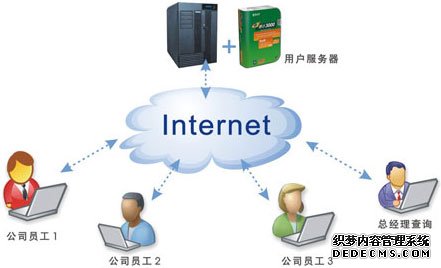 +
用户服务器
Internet
公司员工1
公司员工2
公司员工3
总经理查询
织梦内容管理系统
DEDECMS.COM